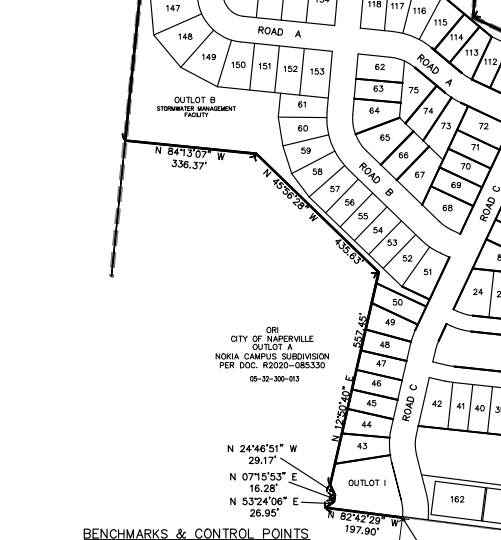 134
118
117
116
147
115
148
ROAD A
114
149
113
112
150
151
152
153
62
ROAD A
63
75
OUTLOT B
STORMWATER MANAGEMENT
FACILITY
61
64
74
73
72
60
65
71
N 84°13'07" W
336.37'
59
66
70
58
67
69
ROAD B
57
68
ROAD C
N 45°56'28" W
435.63'
56
55
54
53
52
51
24
50
49
557.45'
N 12°50'40" E
48
47
46
45
44
43
ORI
CITY OF NAPERVILLE
OUTLOT A
NOKIA CAMPUS SUBDIVISION
PER DOC. R2020-085330
05-32-300-013
ROAD C
42
41
40
N 24°46'51" W
29.17'
N 07°15'53" E
16.28'
N 53°24'06" E
26.95'
OUTLOT I
162
N 82°42'29" W
197.90'
BENCHMARKS & CONTROL POINTS